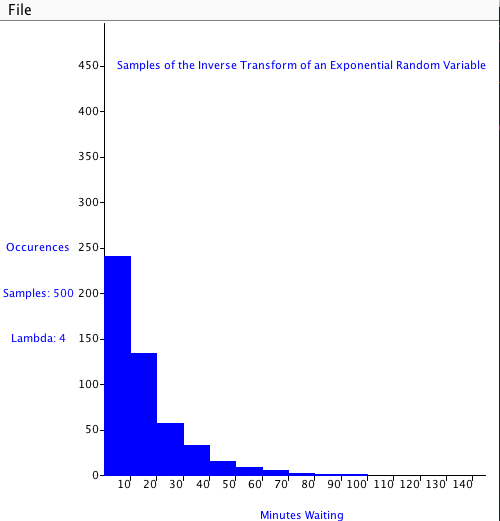 File
Samples of the Inverse Transform of an Exponential Random Variable
450
400
350
300
Occurences
250
Samples: 500
200
Lambda: 4
150
100
50
0
10 20 30 40 50 60 70 80 90 100 110 120 130 140
Minutes Waiting